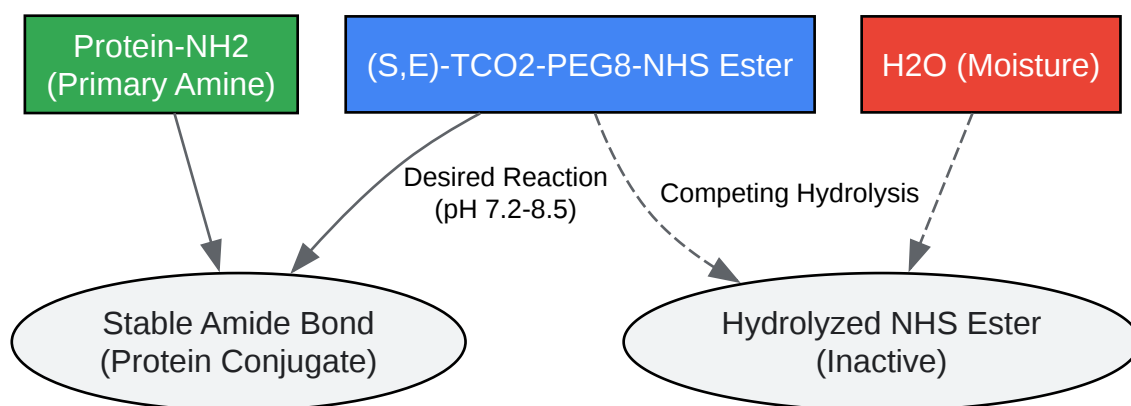 Protein-NH2
(Primary Amine)
(S,E)-TCO2-PEG8-NHS Ester
H2O (Moisture)
Desired Reaction
(pH 7.2-8.5)
Competing Hydrolysis
Stable Amide Bond
(Protein Conjugate)
Hydrolyzed NHS Ester
(Inactive)